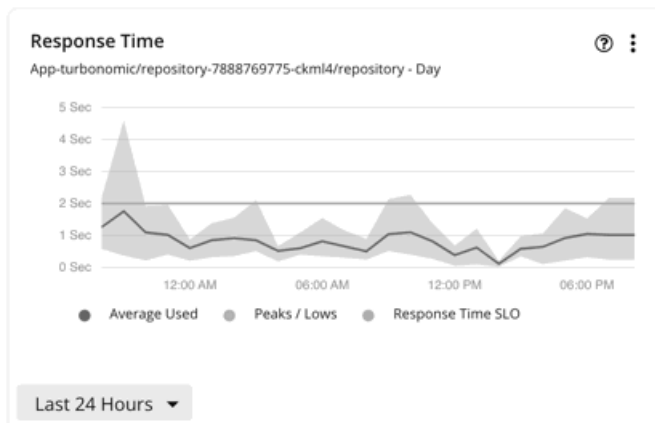 Response Time
App-turbonomic/repository-7888769775-ckml4/repository - Day
5 Sec
4 Sec
3 Sec
2 Sec
1 Sec
0 Sec
12:00 AM 06:00 AM 12:00 PM 06:00 PM
Average Used Peaks / Lows Response Time SLO
Last 24 Hours